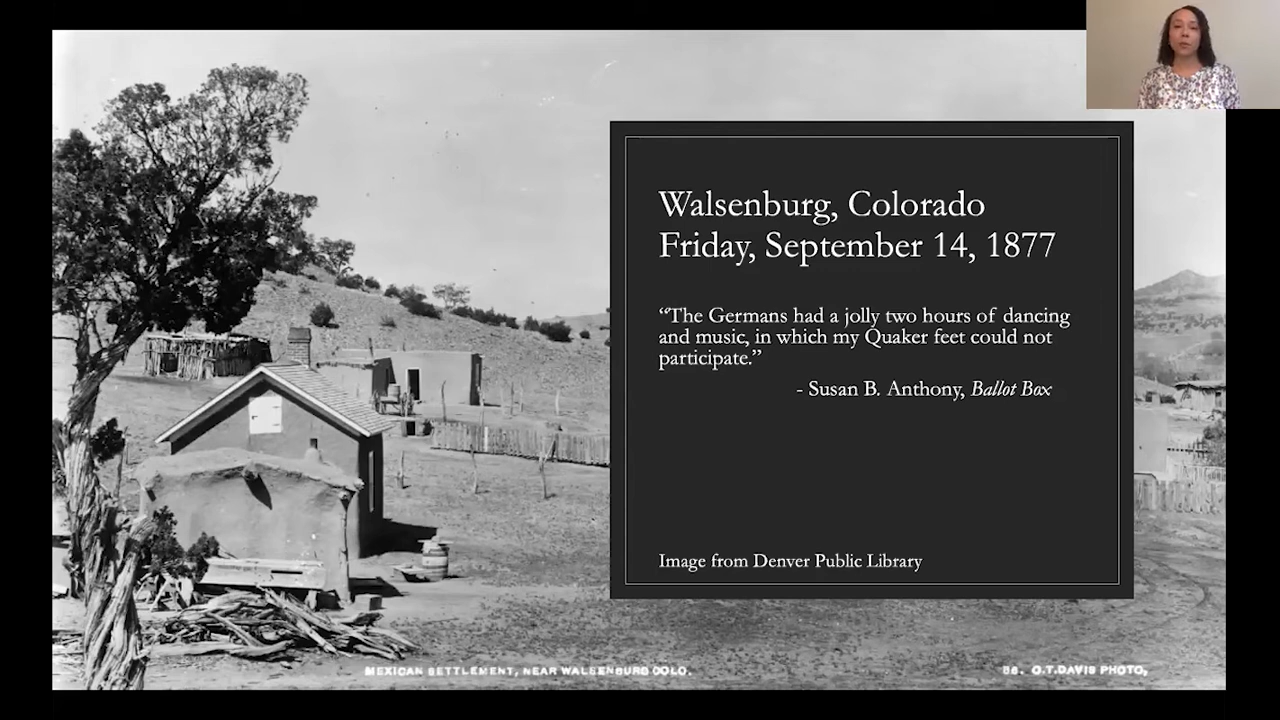 Walsenburg, Colorado
Friday, September 14, 1877
“The Germans had a jolly two hours of dancing
and music, in which my Quaker feet could not
participate.”
- Susan B. Anthony, Ballot Box
Image from Denver Public Library
MEXICAN SETTLEMENT, NEAR WALSENBURG COLO.
56. O.T.DAVIS PHOTO,